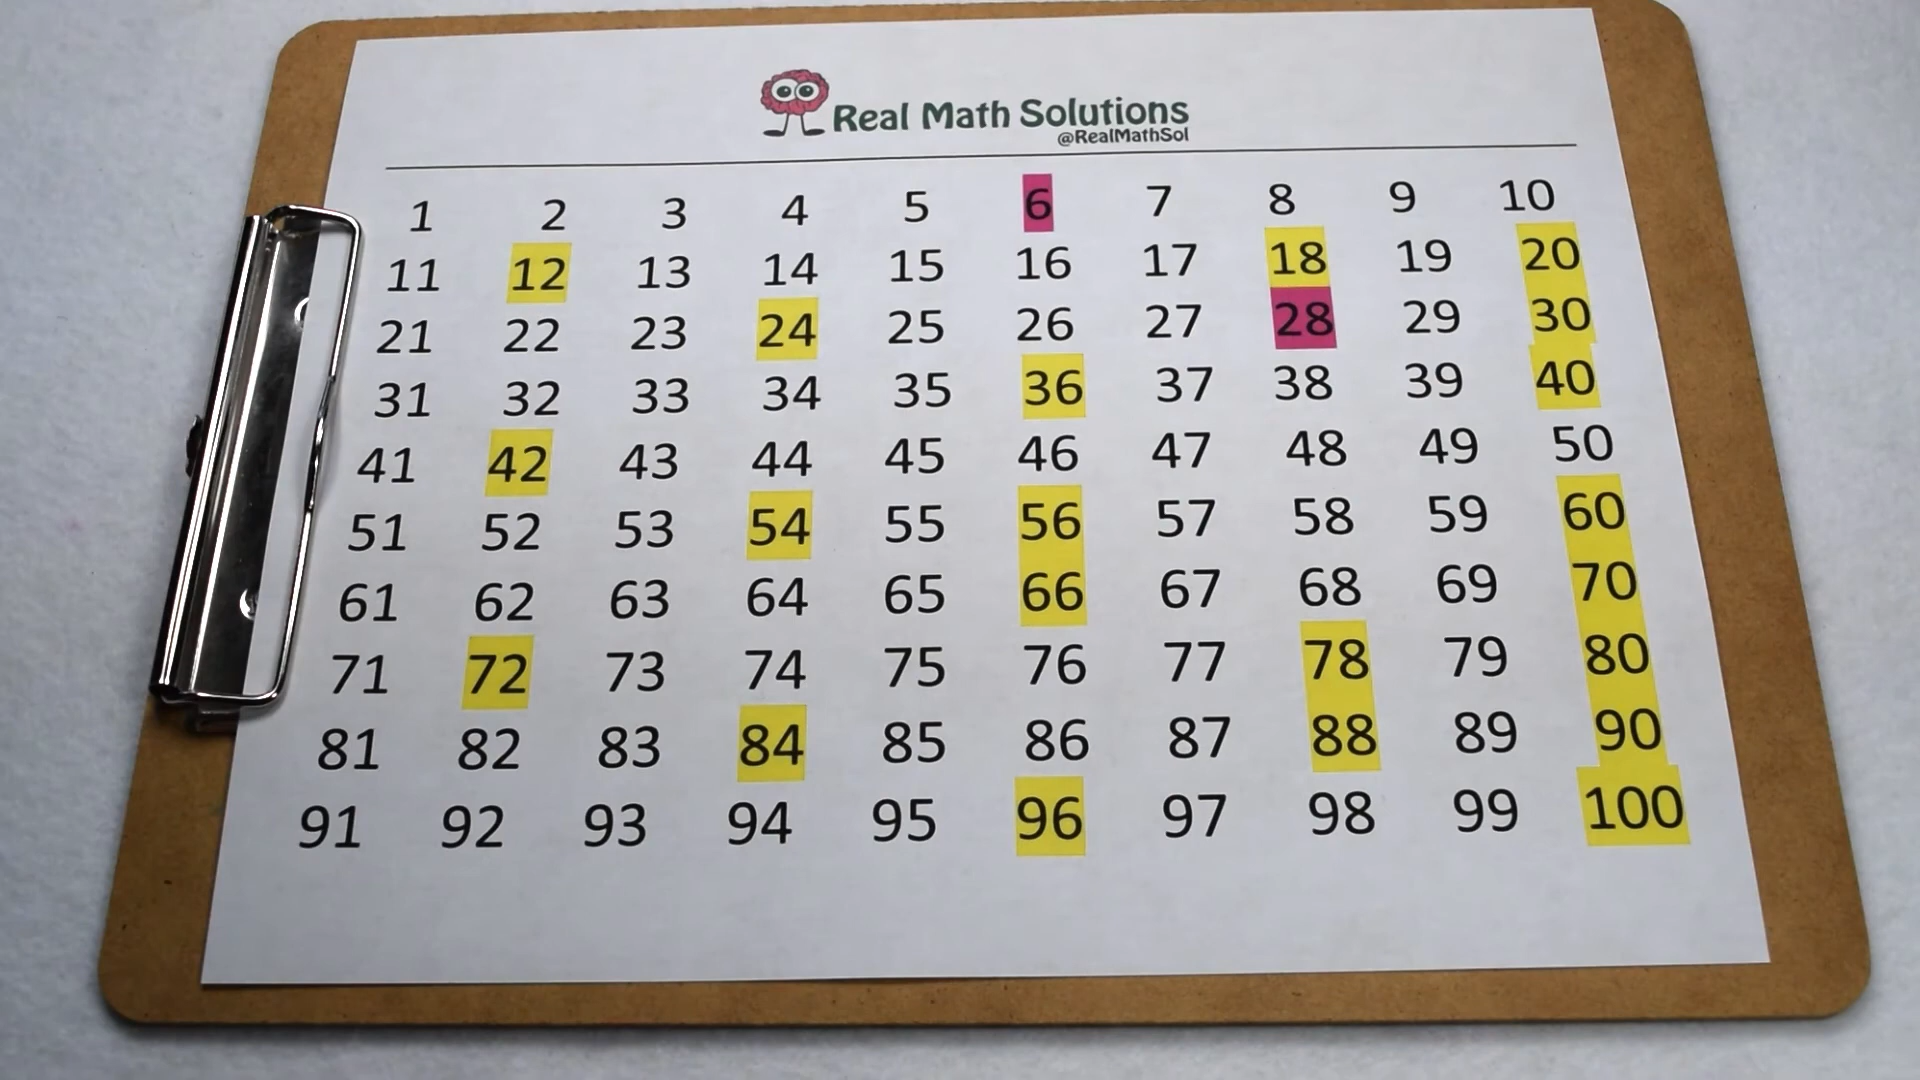 Real Math Solutions
@RealMathSol
1 2 3 4 5 6 7 8 9 10
11 12 13 14 15 16 17 18 19 20
21 22 23 24 25 26 27 28 29 30
31 32 33 34 35 36 37 38 39 40
41 42 43 44 45 46 47 48 49 50
51 52 53 54 55 56 57 58 59 60
61 62 63 64 65 66 67 68 69 70
71 72 73 74 75 76 77 78 79 80
81 82 83 84 85 86 87 88 89 90
91 92 93 94 95 96 97 98 99 100